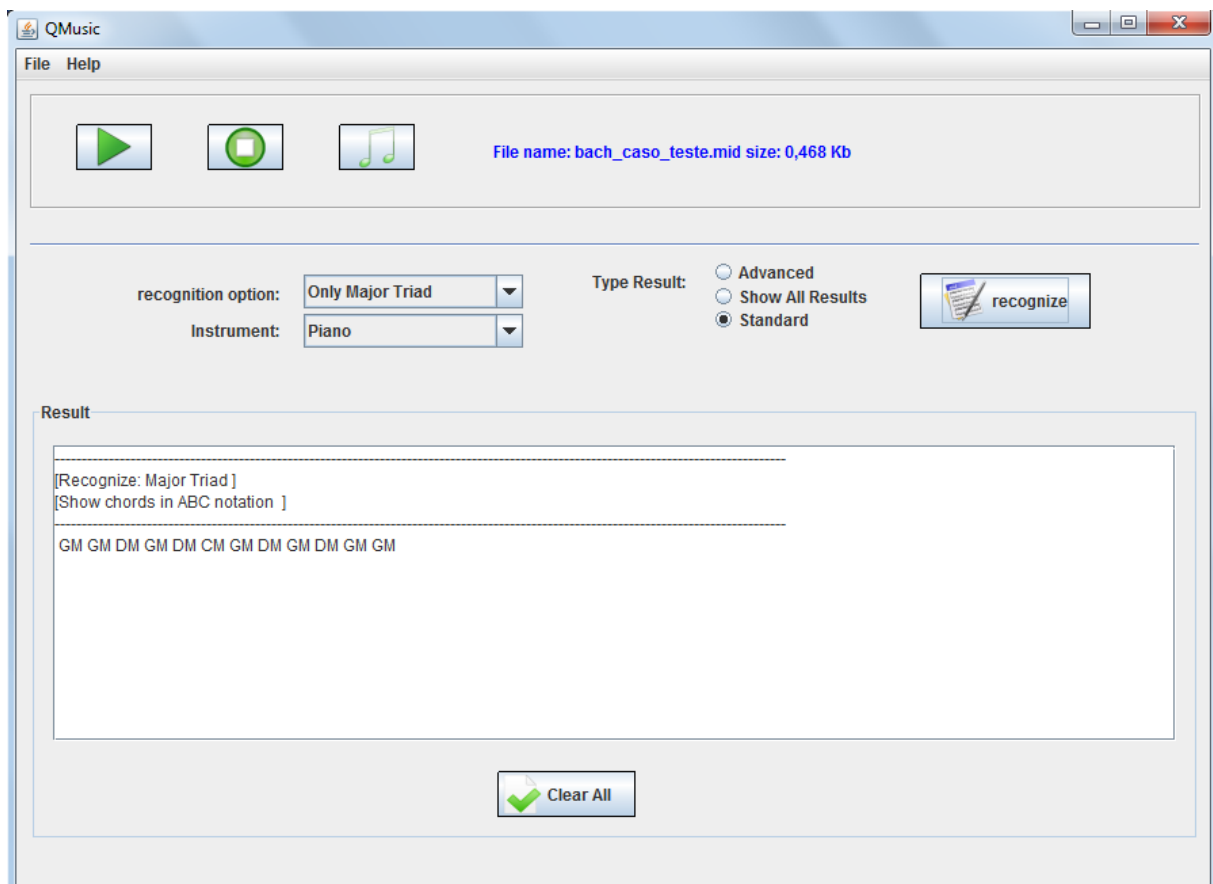 QMusic
File Help
File name: bach_caso_teste.mid size: 0,468 Kb
recognition option: Only Major Triad
Instrument: Piano
Type Result:
Advanced
Show All Results
Standard
recognize
Result
--------------------------------------------------------------------------------
[Recognize: Major Triad ]
[Show chords in ABC notation  ]
--------------------------------------------------------------------------------
GM GM DM GM DM CM GM DM GM DM GM GM
Clear All